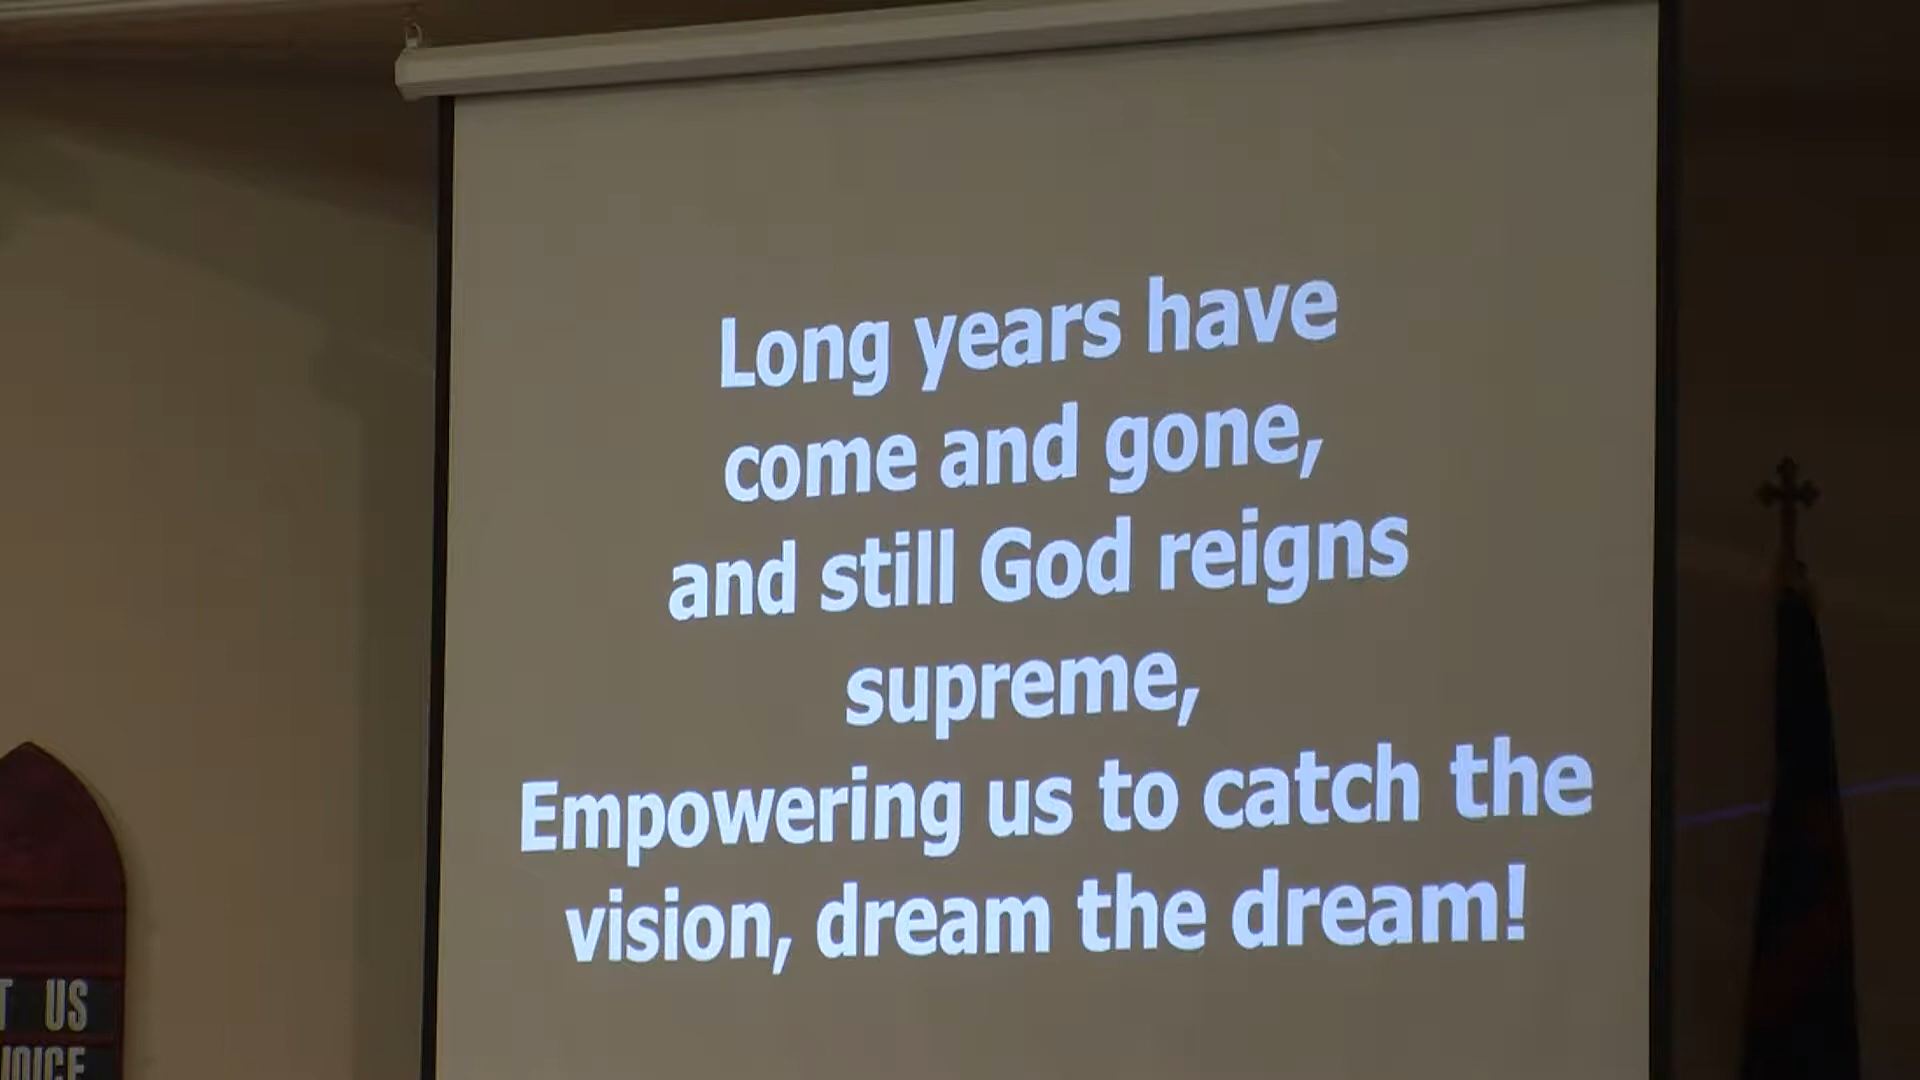 Long years have
come and gone,
and still God reigns
supreme,
Empowering us to catch the
vision, dream the dream!
T US